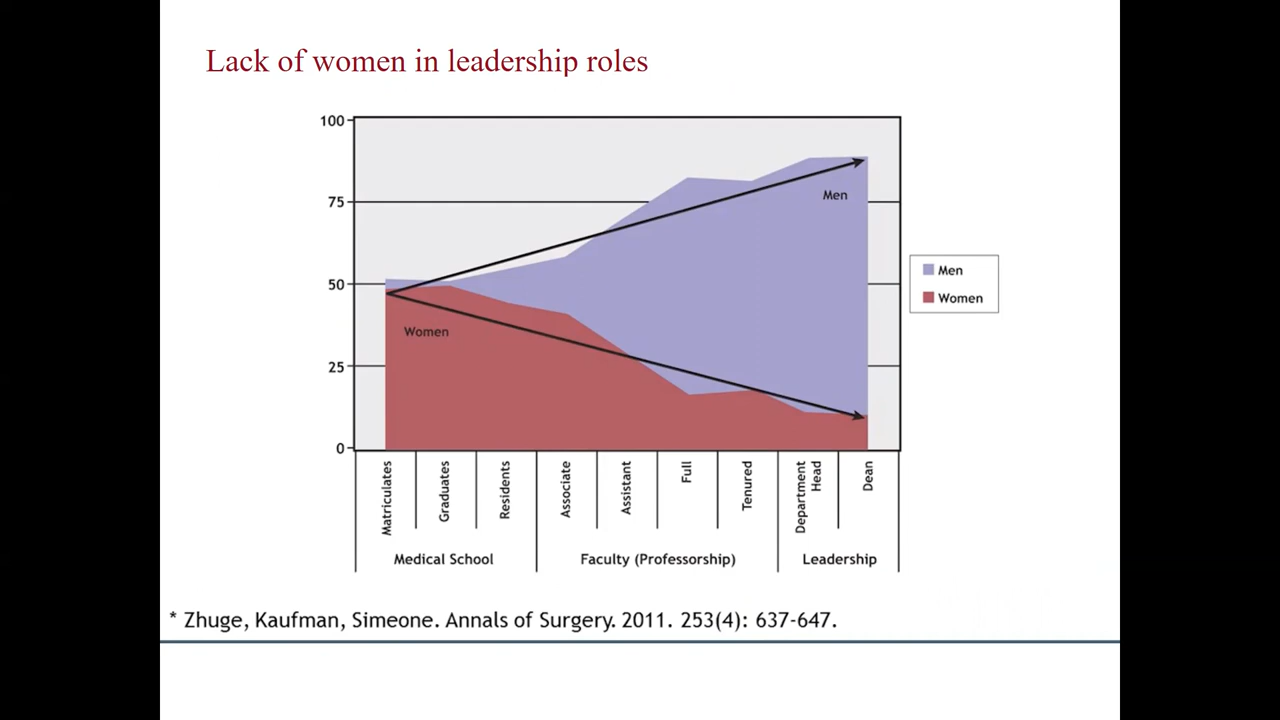 Lack of women in leadership roles
100
75
50
25
0
Men
Women
Men
Women
Matriculates
Graduates
Residents
Associate
Assistant
Full
Tenured
Department
Head
Dean
Medical School
Faculty (Professorship)
Leadership
* Zhuge, Kaufman, Simeone. Annals of Surgery. 2011. 253(4): 637-647.